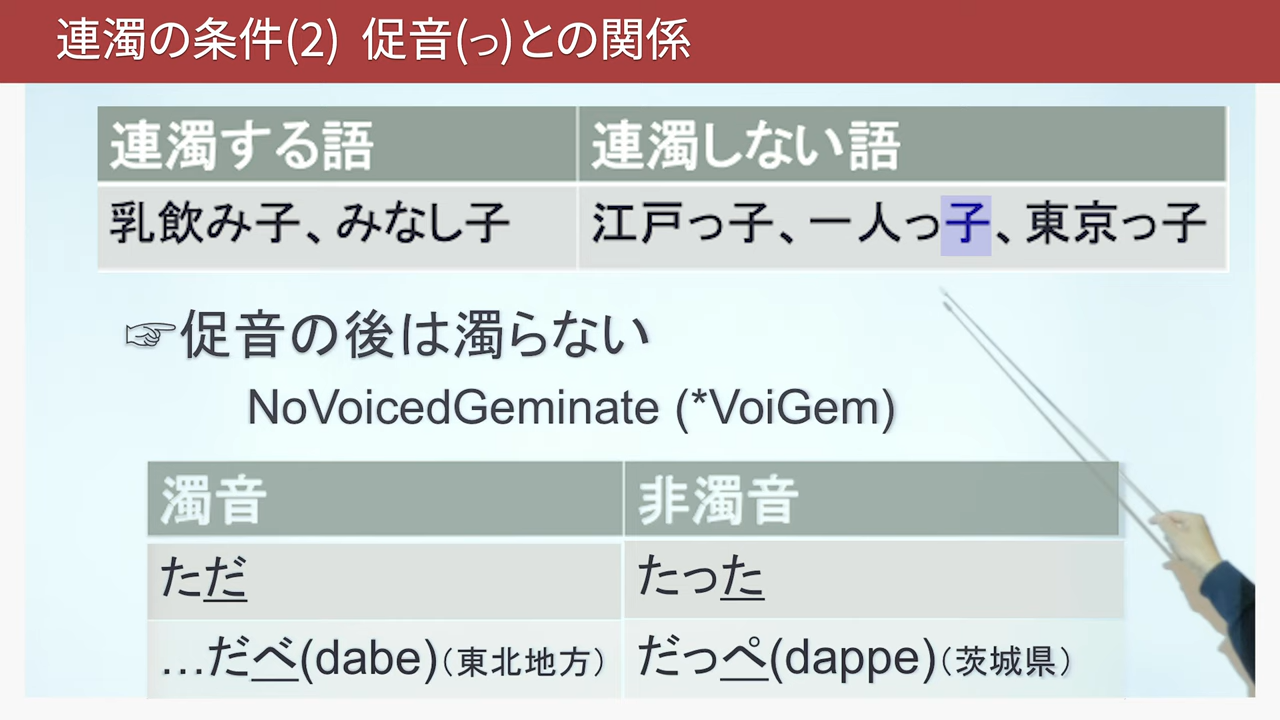 連濁の条件(2) 促音(っ)との関係
連濁する語
連濁しない語
乳飲み子、みなし子
江戸っ子、一人っ子、東京っ子
☞促音の後は濁らない
NoVoicedGeminate (*VoiGem)
濁音
非濁音
ただ
たった
…だべ(dabe)(東北地方)
だっぺ(dappe)(茨城県)